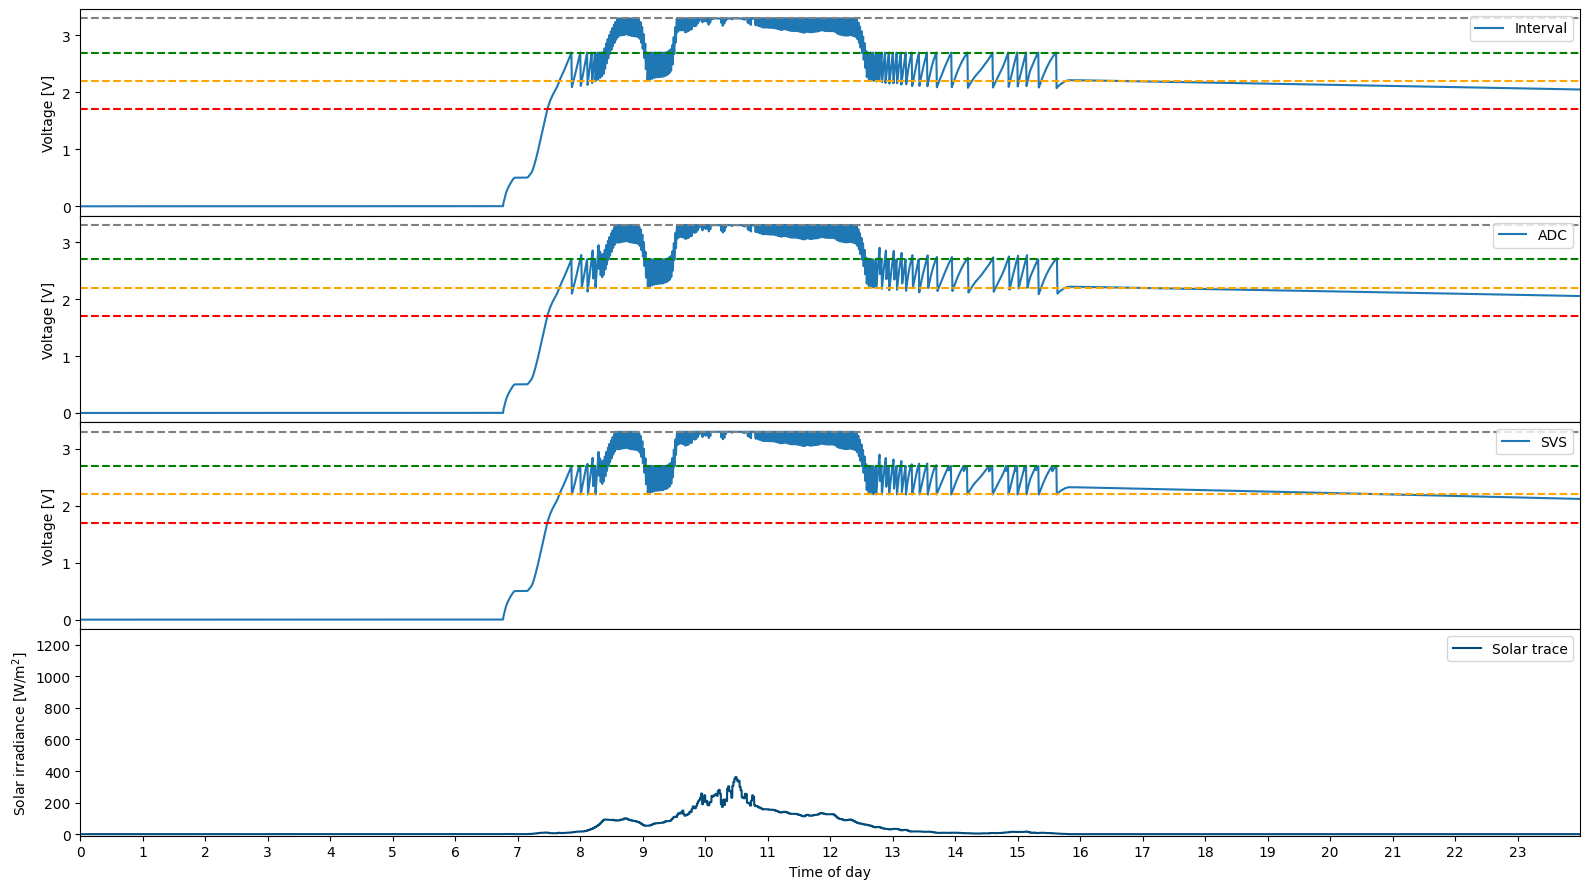 Voltage [V]
3
2
1
0
Interval
Voltage [V]
3
2
1
0
ADC
Voltage [V]
3
2
1
0
SVS
Solar irradiance [W/m²]
1200
1000
800
600
400
200
0
Solar trace
0 1 2 3 4 5 6 7 8 9 10 11 12 13 14 15 16 17 18 19 20 21 22 23
Time of day